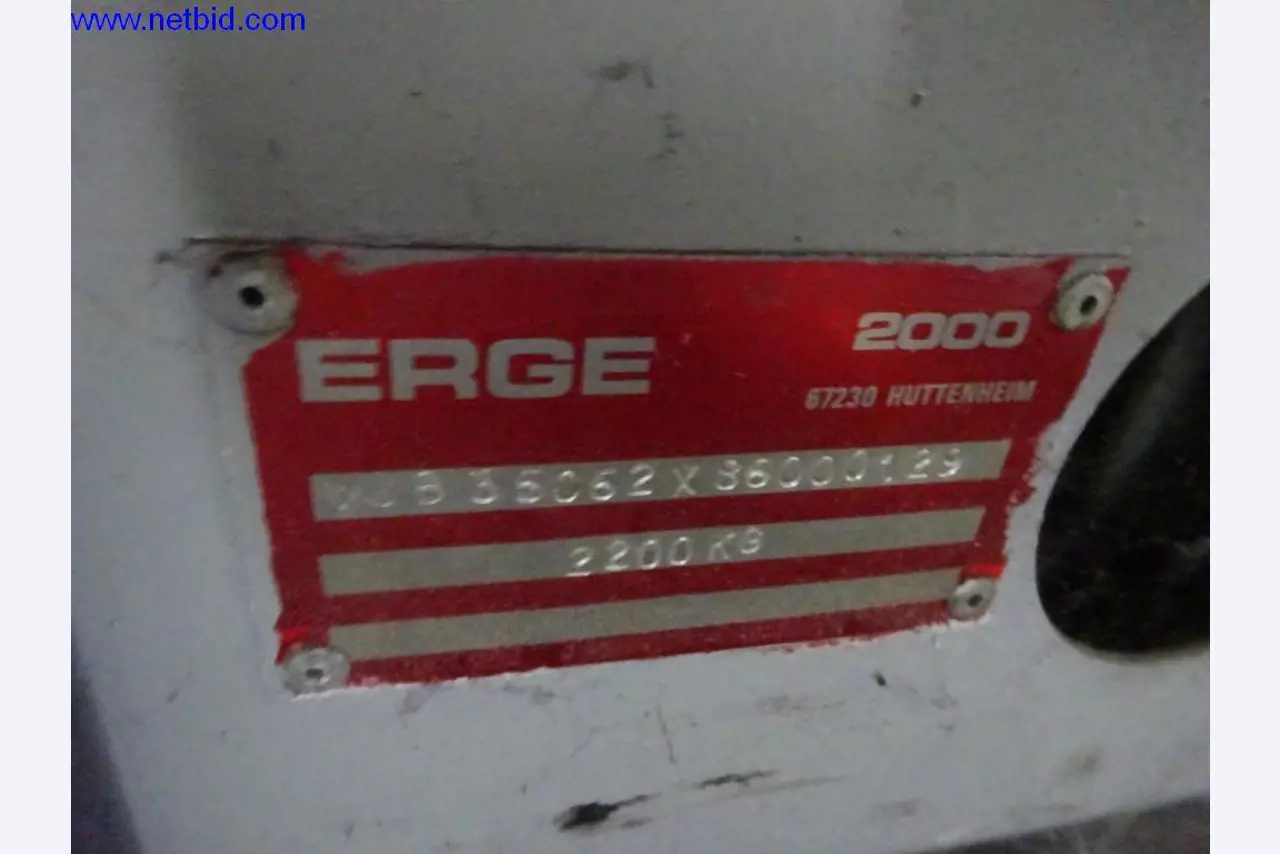 www.netbid.com
ERGE
2000
67230 HUTTENHEIM
2200 KG